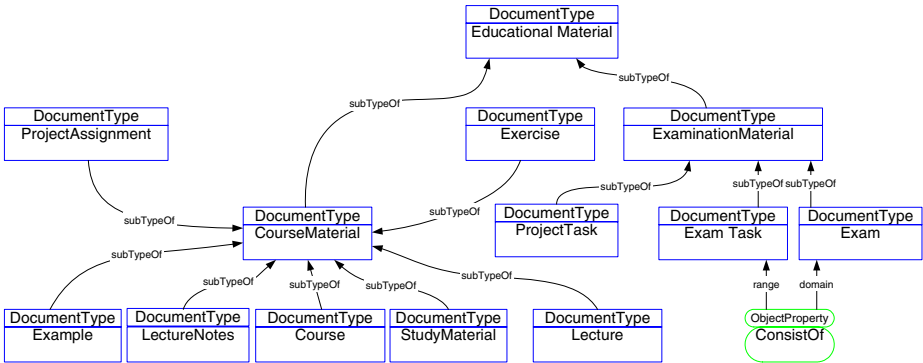 DocumentType
Educational Material
subTypeOf
subTypeOf
DocumentType
ProjectAssignment
DocumentType
Exercise
DocumentType
ExaminationMaterial
subTypeOf
subTypeOf
subTypeOf
subTypeOf
subTypeOf
DocumentType
CourseMaterial
DocumentType
ProjectTask
DocumentType
Exam Task
DocumentType
Exam
subTypeOf
subTypeOf
subTypeOf
subTypeOf
subTypeOf
range
domain
DocumentType
Example
DocumentType
LectureNotes
DocumentType
Course
DocumentType
StudyMaterial
DocumentType
Lecture
ObjectProperty
ConsistOf